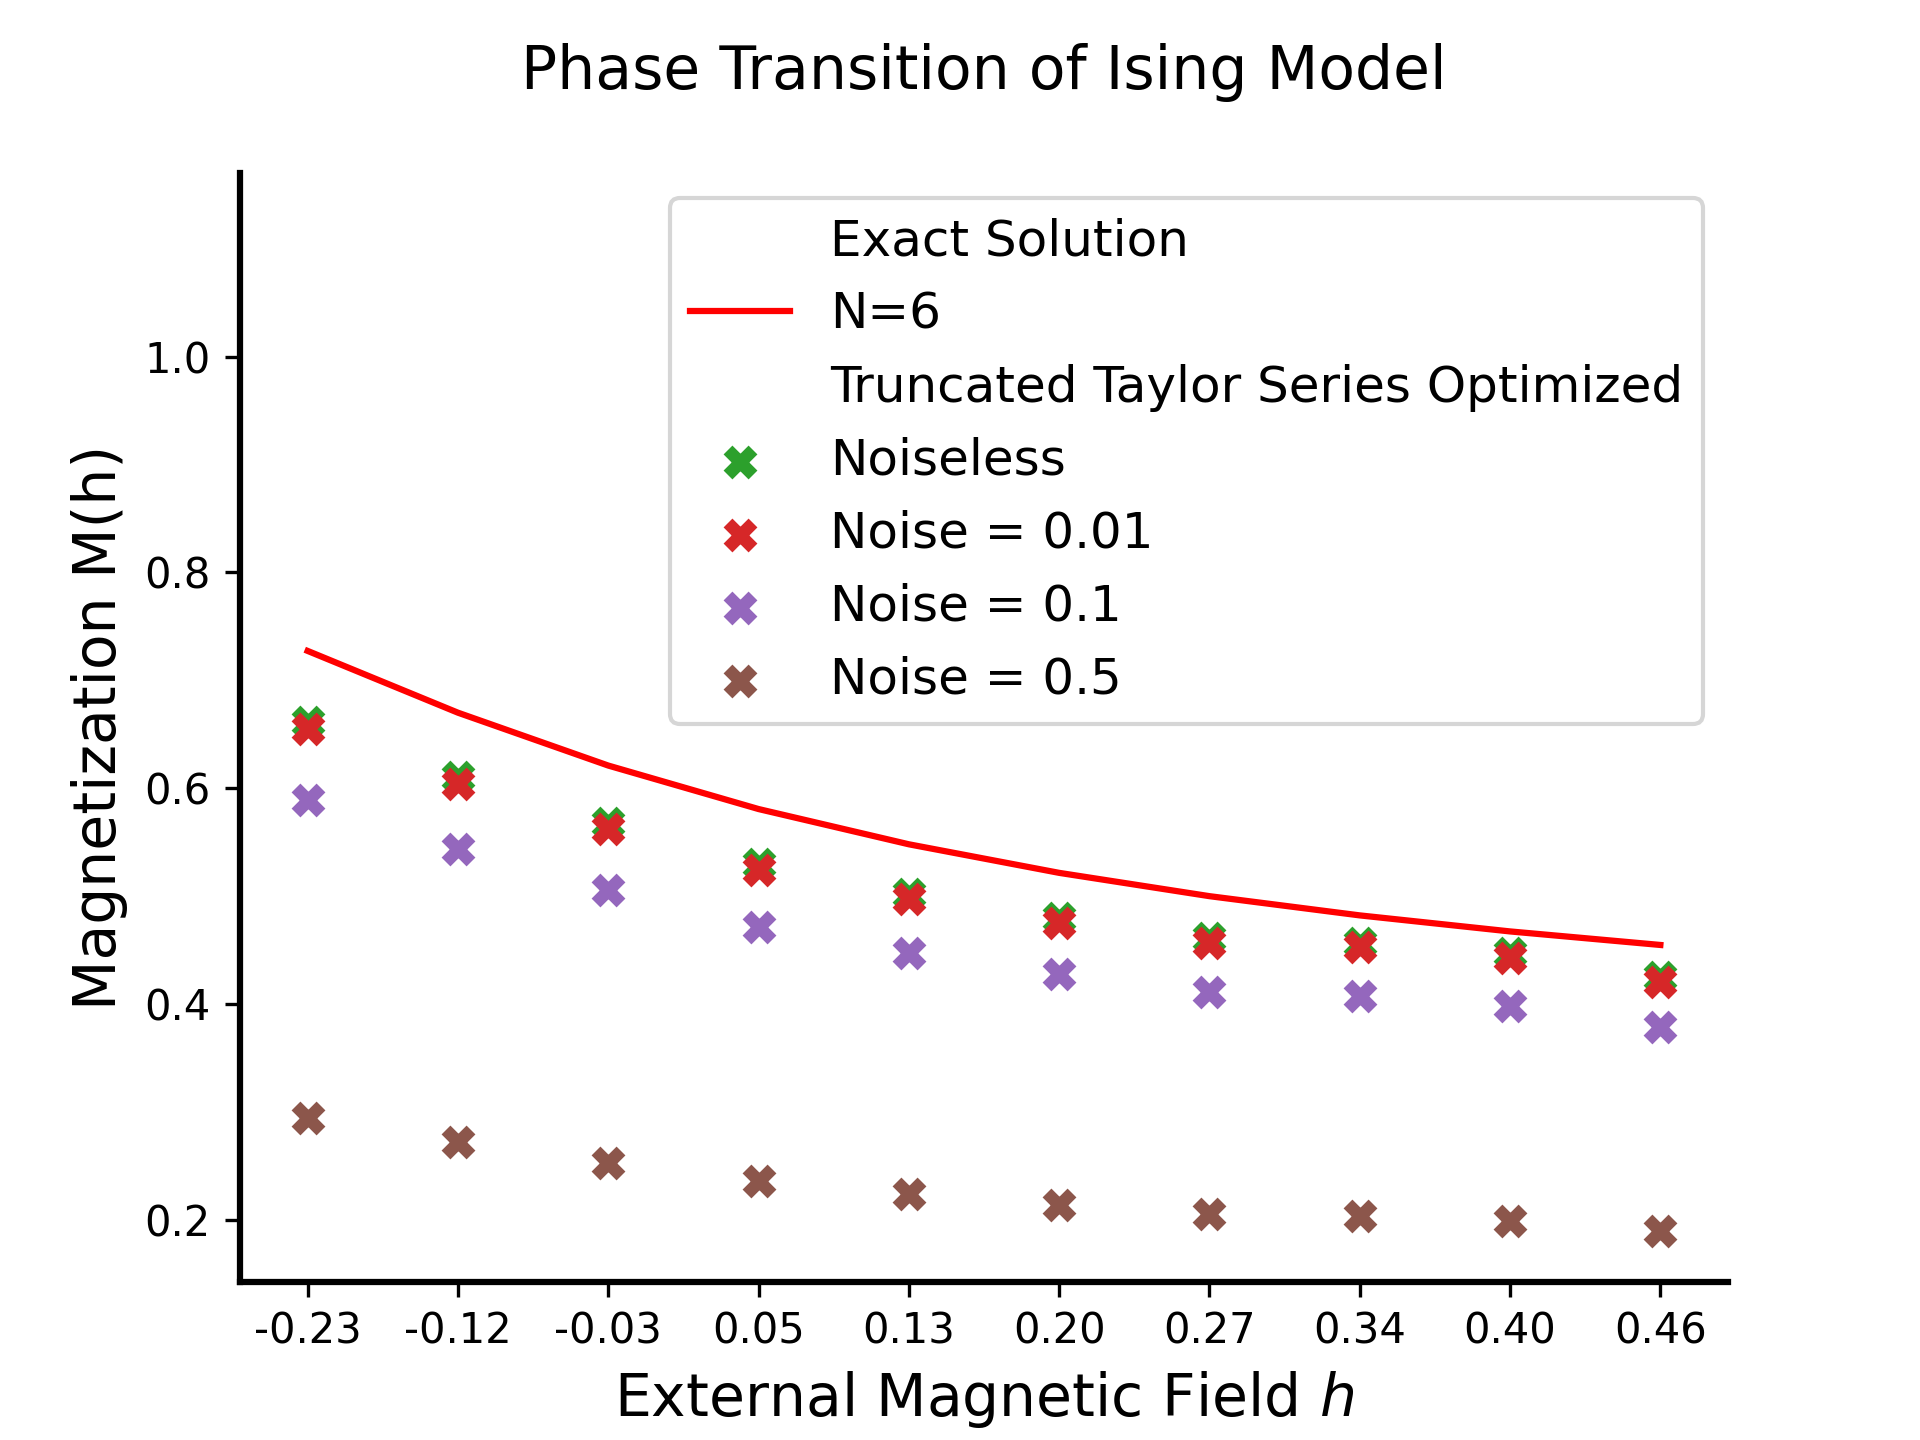 Phase Transition of Ising Model
Exact Solution
N=6
Truncated Taylor Series Optimized
Noiseless
Noise = 0.01
Noise = 0.1
Noise = 0.5
Magnetization M(h)
1.0
0.8
0.6
0.4
0.2
-0.23 -0.12 -0.03 0.05 0.13 0.20 0.27 0.34 0.40 0.46
External Magnetic Field h